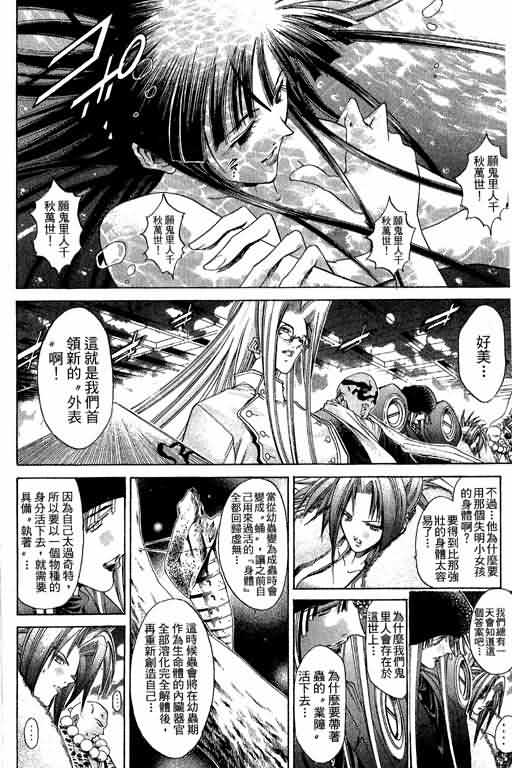 願鬼里人千
秋萬世！
願鬼里人千
秋萬世！
願鬼里人千
秋萬世！
好美…
這就是我們首
領新的〝外表
〞啊！
不過…他為什麼要
用那個失明小女孩
的身體啊？
要得到比那強
壯的身體太容
易了…
當從幼蟲變為成蟲時會
變成〝蛹〞，讓之前自
己用來過活的〝身體〞
全都回歸虛無…
因為自己太過奇特，
所以要以一個物種的
身分活下去，就需要
具備〝執著〞…
我們總有一
天會知道這
個答案吧…
為什麼我們鬼
里人會存在於
這世上…
為什麼要帶著
蟲的〝業障〞
活下去…
這時候蟲會將在幼蟲期
作為生命體的內臟器官
全部溶化完全解體後，
再重新創造自己…
…
…